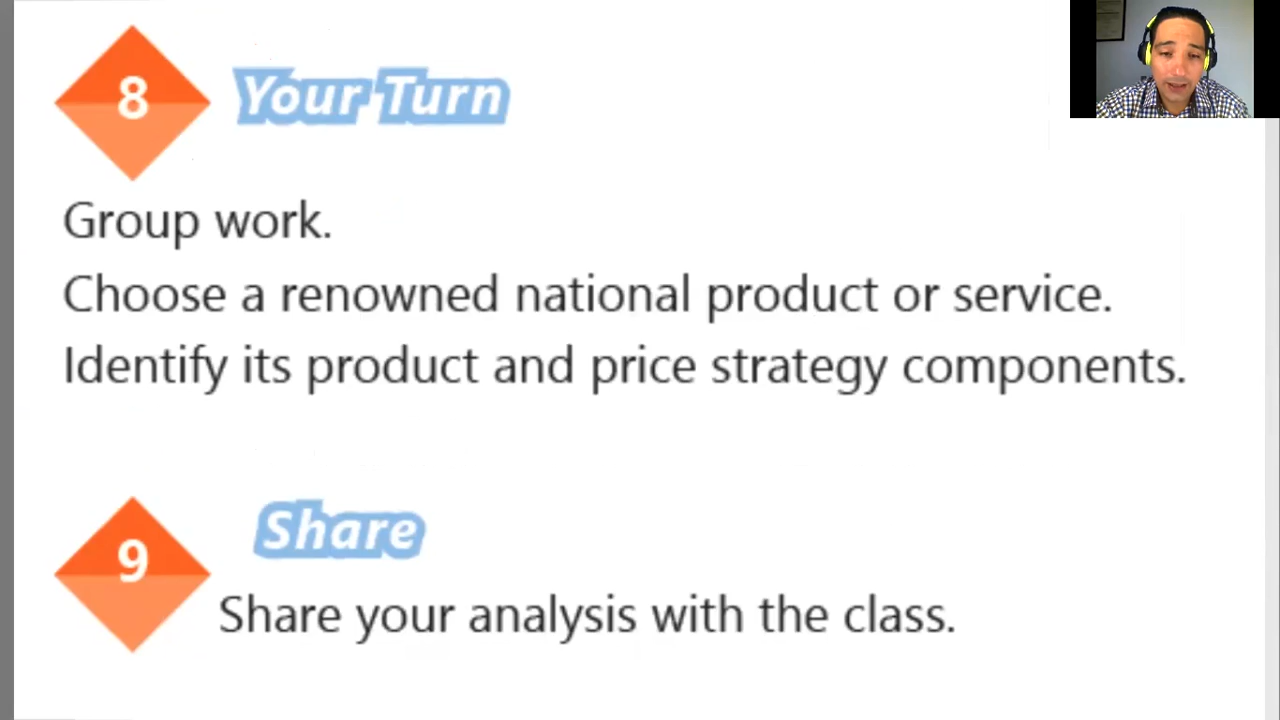 8
Your Turn
Group work.
Choose a renowned national product or service.
Identify its product and price strategy components.
9
Share
Share your analysis with the class.